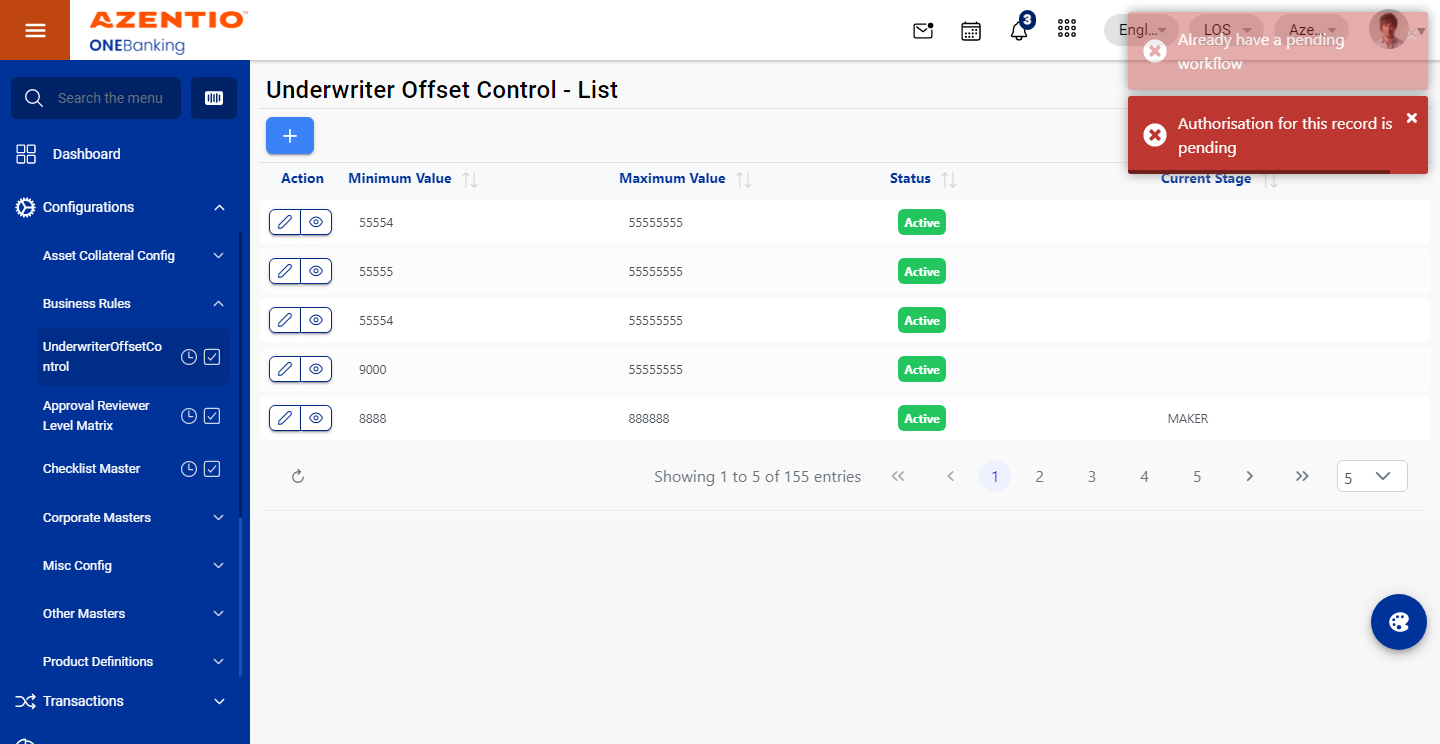 AZENTIO™
ONEBanking
3
Engl...
LOS
Aze...
Already have a pending
workflow
Authorisation for this record is
pending
Search the menu
Dashboard
Configurations
Asset Collateral Config
Business Rules
UnderwriterOffsetCo
ntrol
Approval Reviewer
Level Matrix
Checklist Master
Corporate Masters
Misc Config
Other Masters
Product Definitions
Transactions
Underwriter Offset Control - List
Action Minimum Value Maximum Value Status Current Stage
55554 55555555 Active
55555 55555555 Active
55554 55555555 Active
9000 55555555 Active
8888 888888 Active MAKER
Showing 1 to 5 of 155 entries 1 2 3 4 5 5